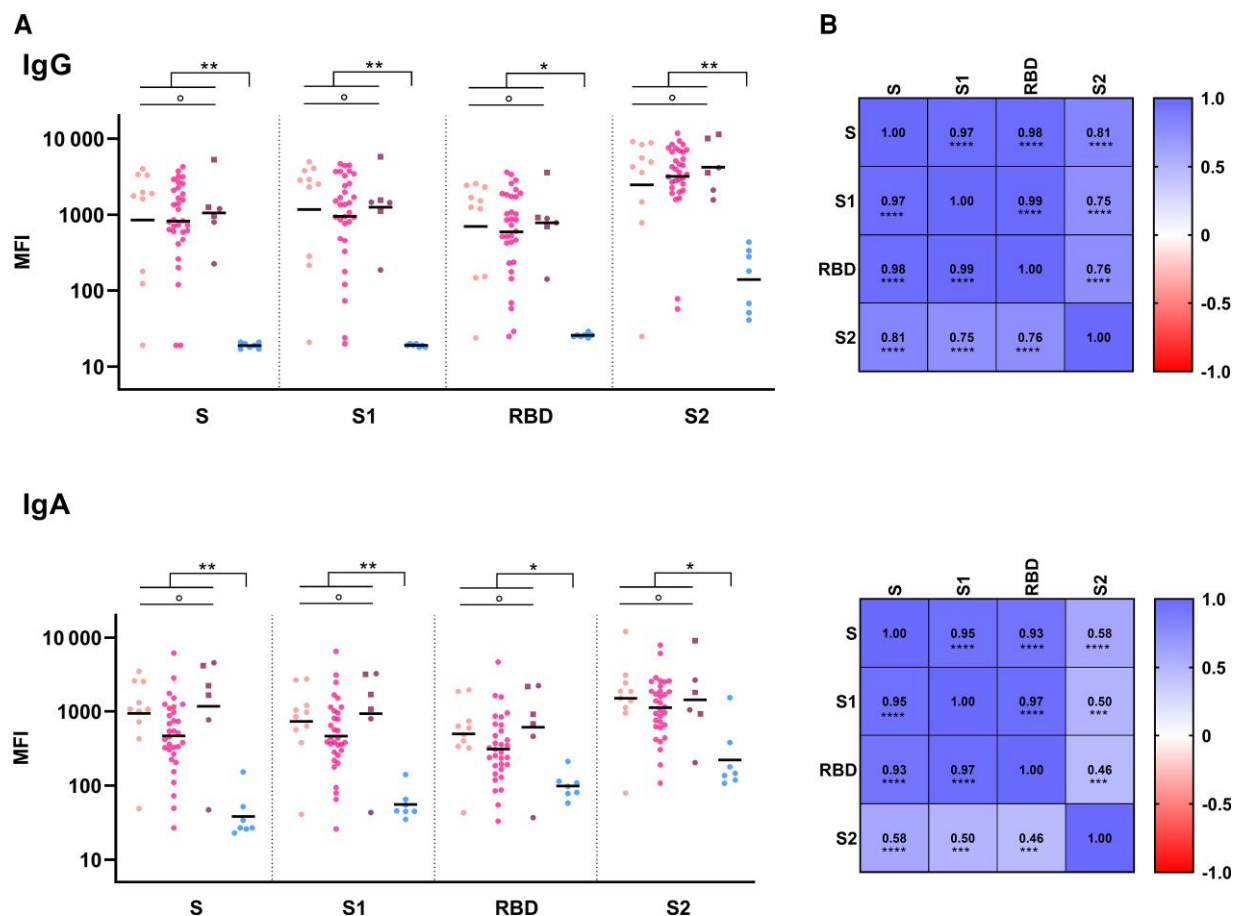 A
B
IgG
** ** * **
° ° ° °
S S1 RBD S2
10 000
1000
100
10
MFI
S S1 RBD S2
S 1.00 0.97 0.98 0.81
**** **** ****
S1 0.97 1.00 0.99 0.75
**** **** ****
RBD 0.98 0.99 1.00 0.76
**** **** ****
S2 0.81 0.75 0.76 1.00
**** **** ****
1.0
0.5
0
-0.5
-1.0
IgA
** ** * *
° ° ° °
10 000
1000
100
10
MFI
S S1 RBD S2
S S1 RBD S2
S 1.00 0.95 0.93 0.58
**** **** ****
S1 0.95 1.00 0.97 0.50
**** **** ***
RBD 0.93 0.97 1.00 0.46
**** **** ***
S2 0.58 0.50 0.46 1.00
**** *** ***
1.0
0.5
0
-0.5
-1.0